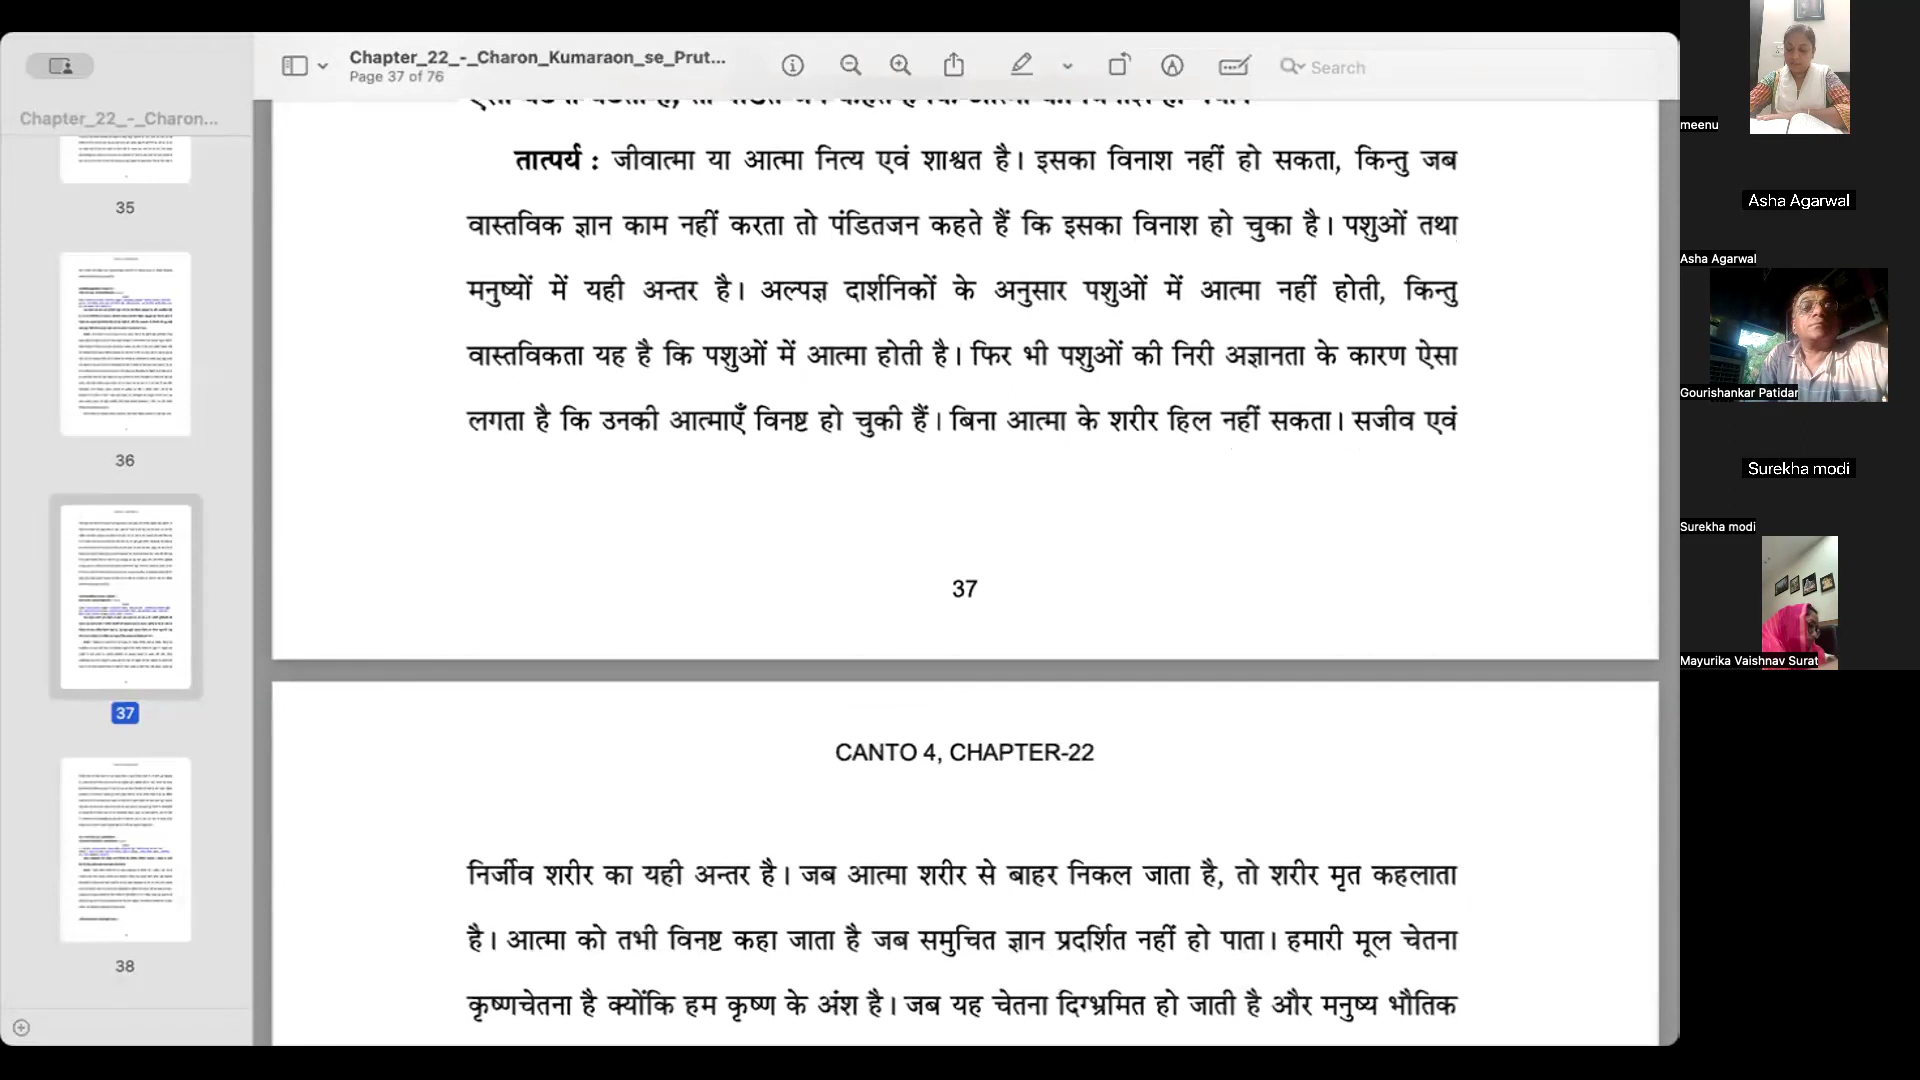 Chapter_22_-_Charon_Kumaraon_se_Prut...
Page 37 of 76
Search
Chapter_22_-_Charon...
35
36
37
38
तात्पर्य : जीवात्मा या आत्मा नित्य एवं शाश्वत है। इसका विनाश नहीं हो सकता, किन्तु जब
वास्तविक ज्ञान काम नहीं करता तो पंडितजन कहते हैं कि इसका विनाश हो चुका है। पशुओं तथा
मनुष्यों में यही अन्तर है। अल्पज्ञ दार्शनिकों के अनुसार पशुओं में आत्मा नहीं होती, किन्तु
वास्तविकता यह है कि पशुओं में आत्मा होती है। फिर भी पशुओं की निरी अज्ञानता के कारण ऐसा
लगता है कि उनकी आत्माएँ विनष्ट हो चुकी हैं। बिना आत्मा के शरीर हिल नहीं सकता। सजीव एवं
37
CANTO 4, CHAPTER-22
निर्जीव शरीर का यही अन्तर है। जब आत्मा शरीर से बाहर निकल जाता है, तो शरीर मृत कहलाता
है। आत्मा को तभी विनष्ट कहा जाता है जब समुचित ज्ञान प्रदर्शित नहीं हो पाता। हमारी मूल चेतना
कृष्णचेतना है क्योंकि हम कृष्ण के अंश है। जब यह चेतना दिग्भ्रमित हो जाती है और मनुष्य भौतिक
meenu
Asha Agarwal
Asha Agarwal
Gourishankar Patidar
Surekha modi
Surekha modi
Mayurika Vaishnav Surat